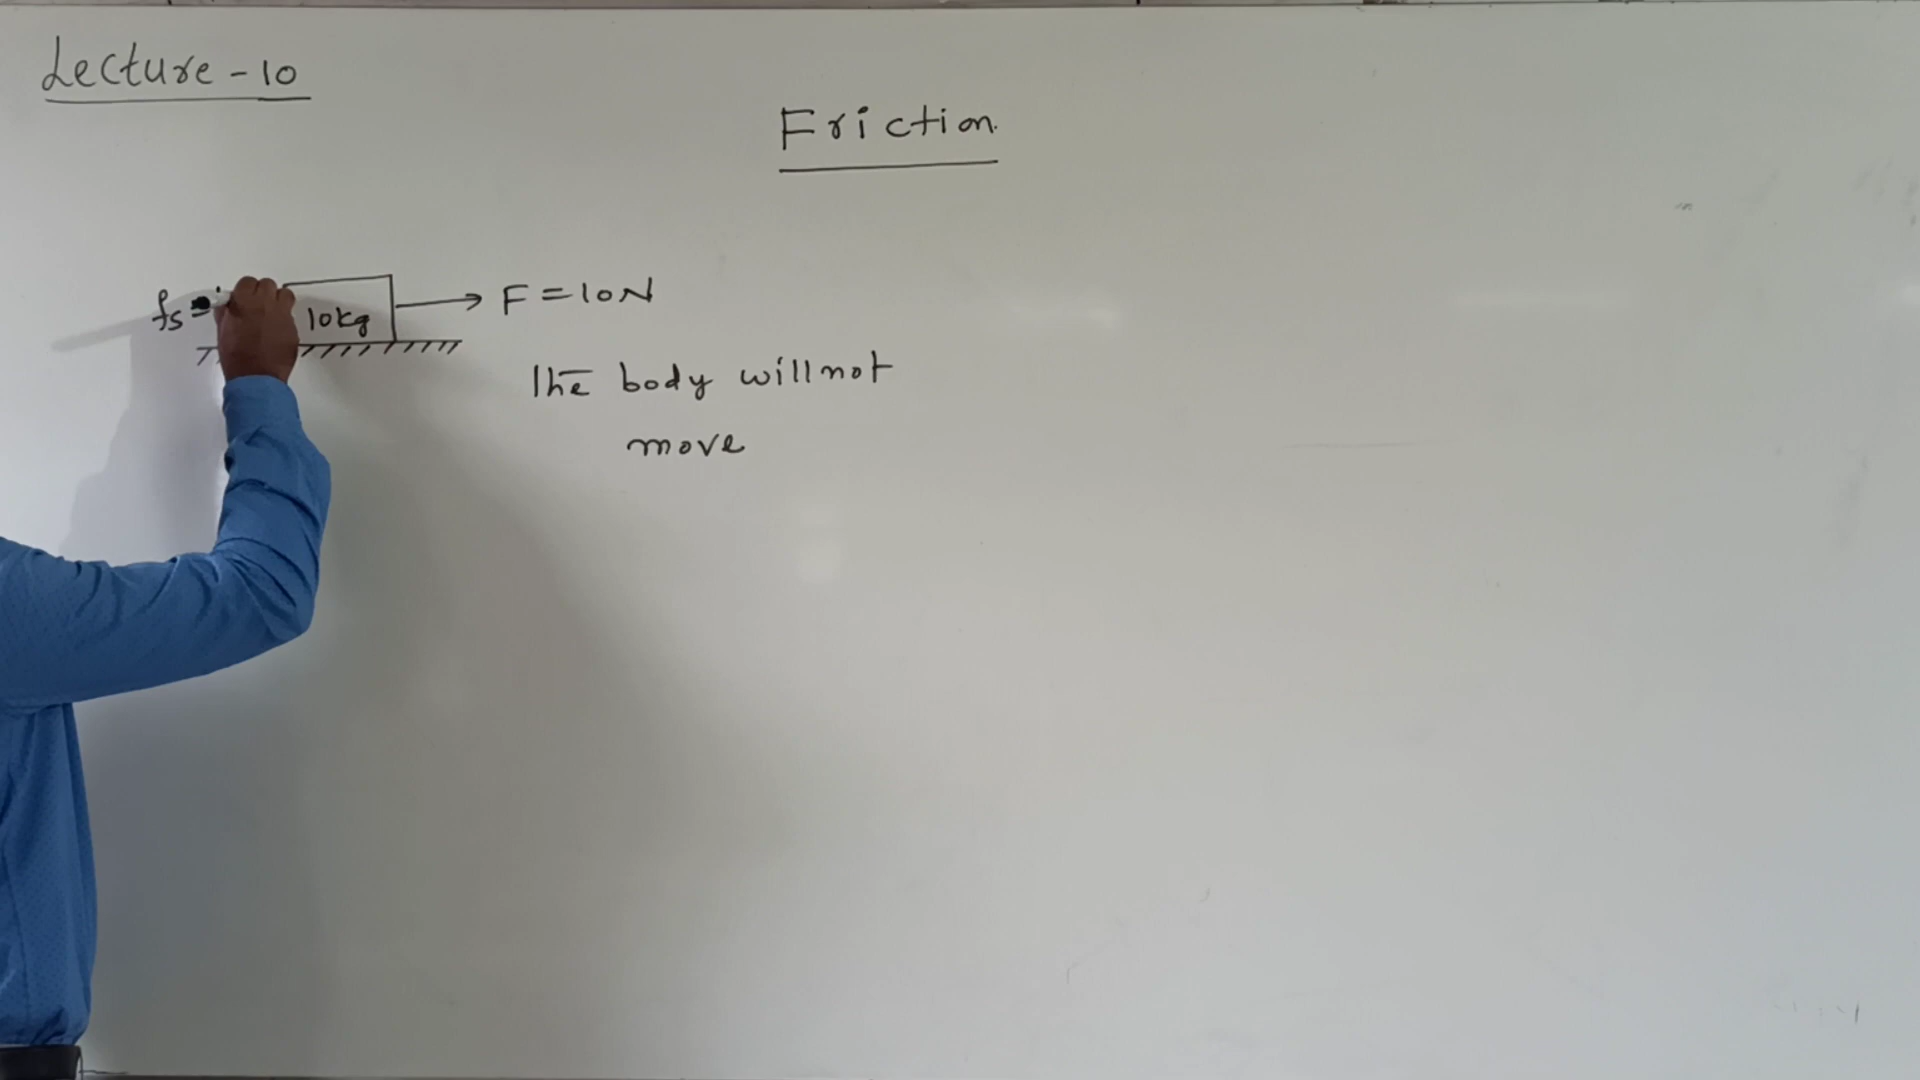 Lecture - 10
Friction
fs = 10kg F = 10N
The body will not
move